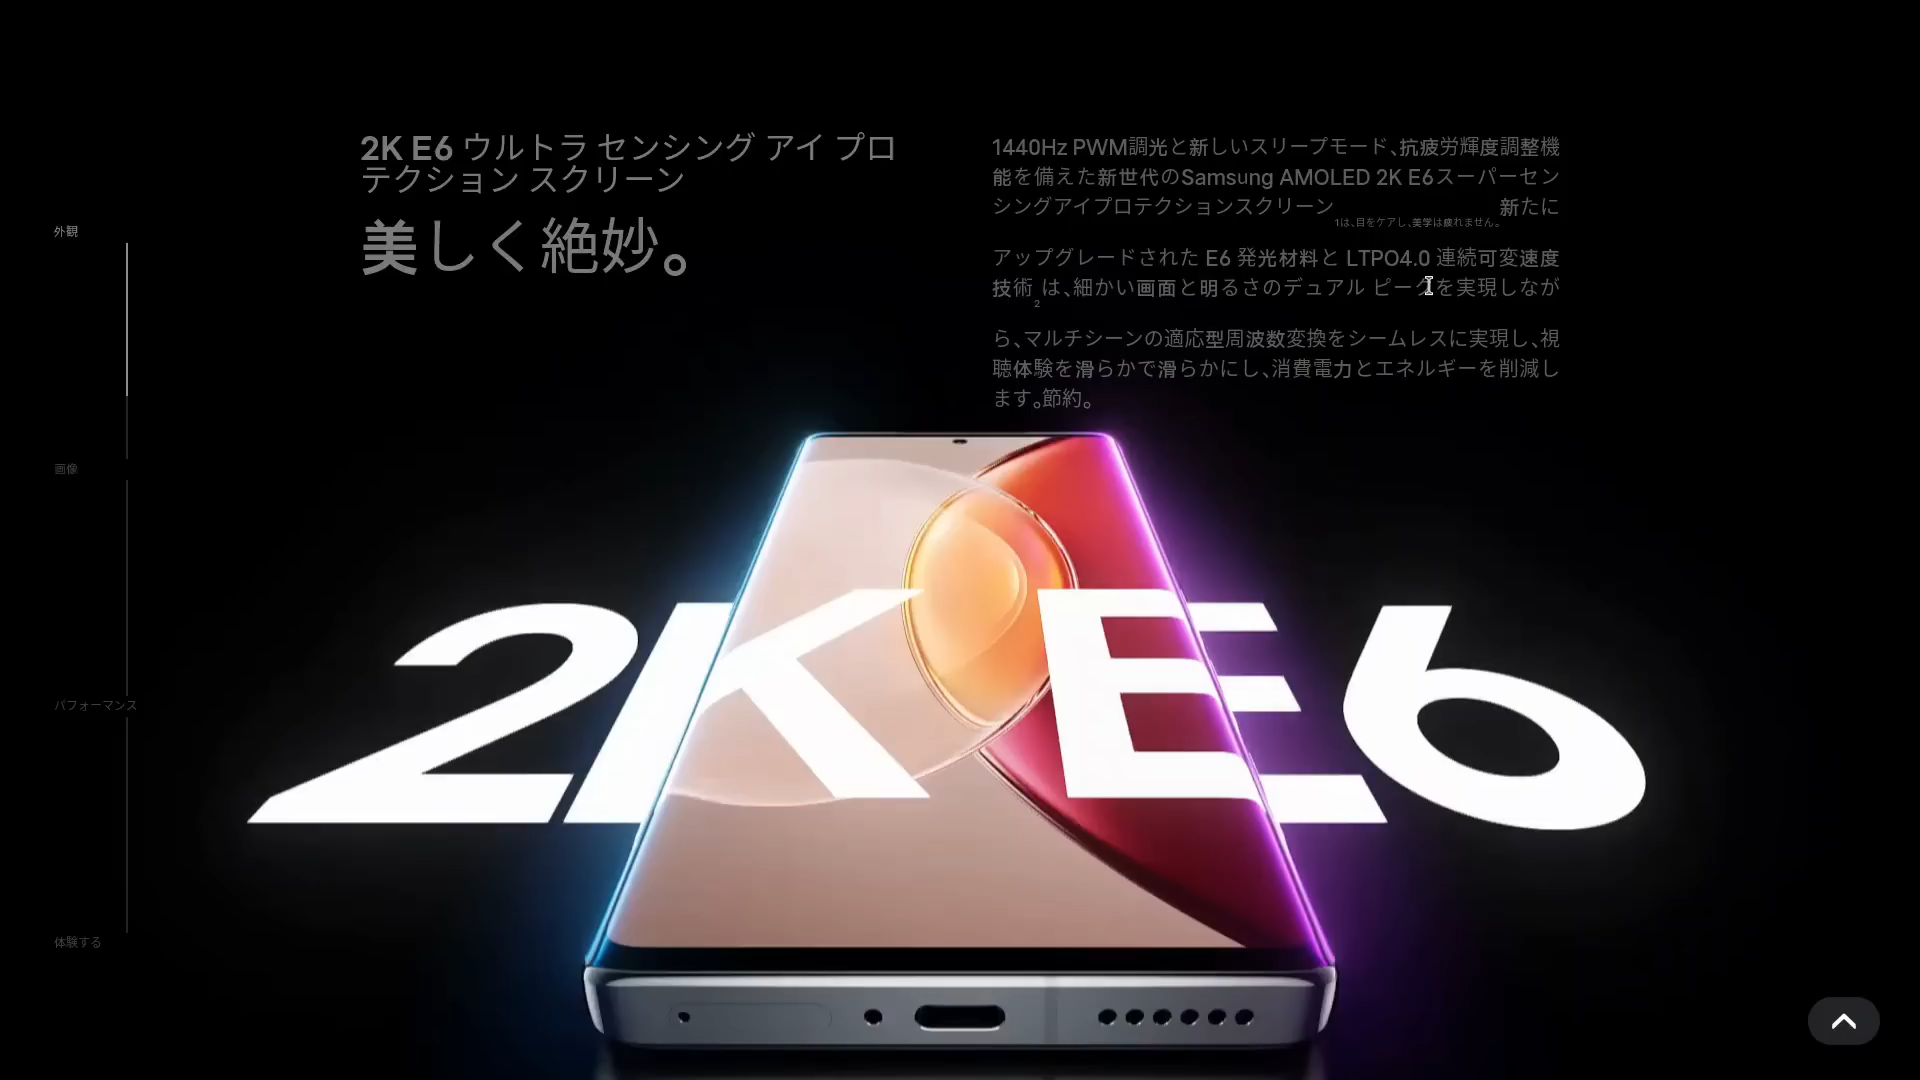 2K E6 ウルトラ センシング アイ プロ
テクション スクリーン
美しく絶妙。
1440Hz PWM調光と新しいスリープモード、抗疲労輝度調整機
能を備えた新世代のSamsung AMOLED 2K E6スーパーセン
シングアイプロテクションスクリーン 1は、目をケアし、美学は疲れません。 新たに
アップグレードされた E6 発光材料と LTPO4.0 連続可変速度
技術 2 は、細かい画面と明るさのデュアル ピークを実現しなが
ら、マルチシーンの適応型周波数変換をシームレスに実現し、視
聴体験を滑らかで滑らかにし、消費電力とエネルギーを削減し
ます。節約。
外観
画像
パフォーマンス
体験する
2K E6